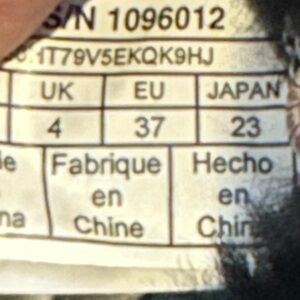 S/N 1096012
1T79V5EKQK9HJ
UK EU JAPAN
4 37 23
Fabrique Hecho
en en
Chine